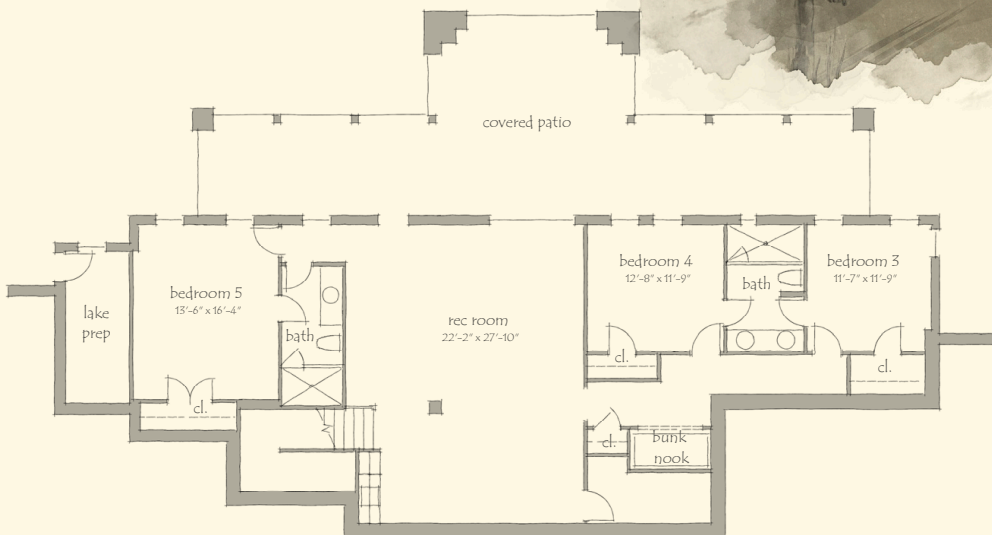 covered patio
bedroom 5
13'-6" x 16'-4"
lake
prep
bath
cl.
rec room
22'-2" x 27'-10"
bedroom 4
12'-8" x 11'-9"
cl.
bath
bedroom 3
11'-7" x 11'-9"
cl.
cl.
bunk
nook